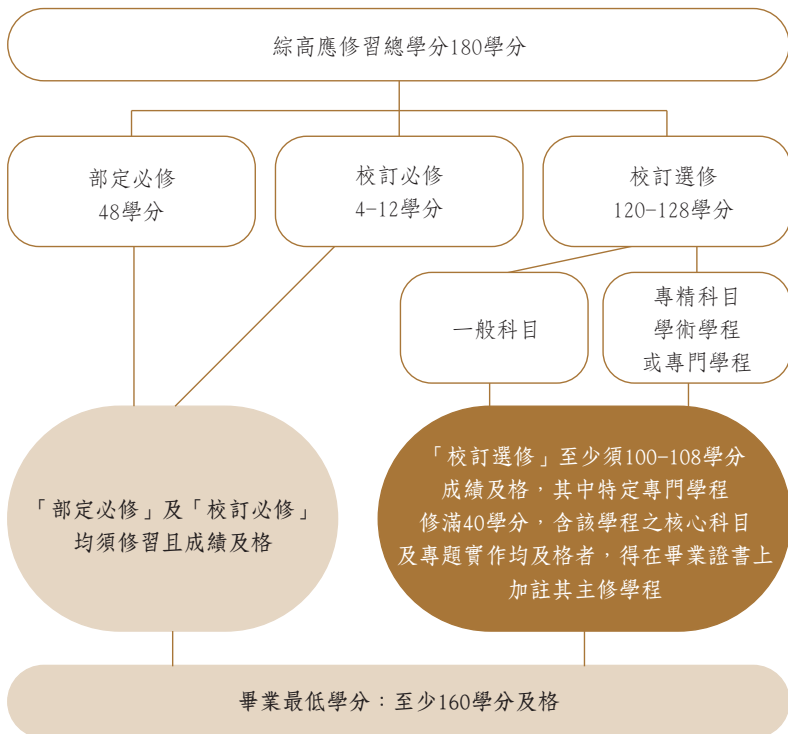 綜高應修習總學分180學分
部定必修
48學分
校訂必修
4-12學分
校訂選修
120-128學分
一般科目
專精科目
學術學程
或專門學程
「部定必修」及「校訂必修」
均須修習且成績及格
「校訂選修」至少須100-108學分
成績及格，其中特定專門學程
修滿40學分，含該學程之核心科目
及專題實作均及格者，得在畢業證書上
加註其主修學程
畢業最低學分：至少160學分及格